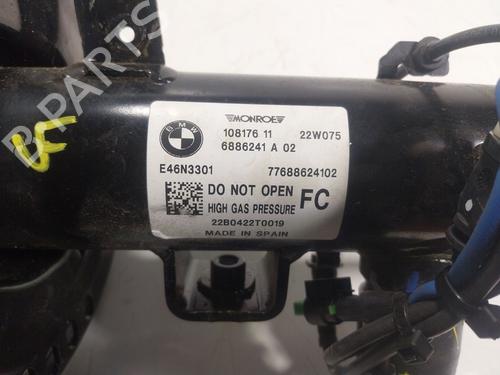 BMW
MONROE
108176 11 22W075
6886241 A 02
E46N3301 77688624102
DO NOT OPEN
HIGH GAS PRESSURE
FC
22B0422T0019
MADE IN SPAIN
B-PARTS